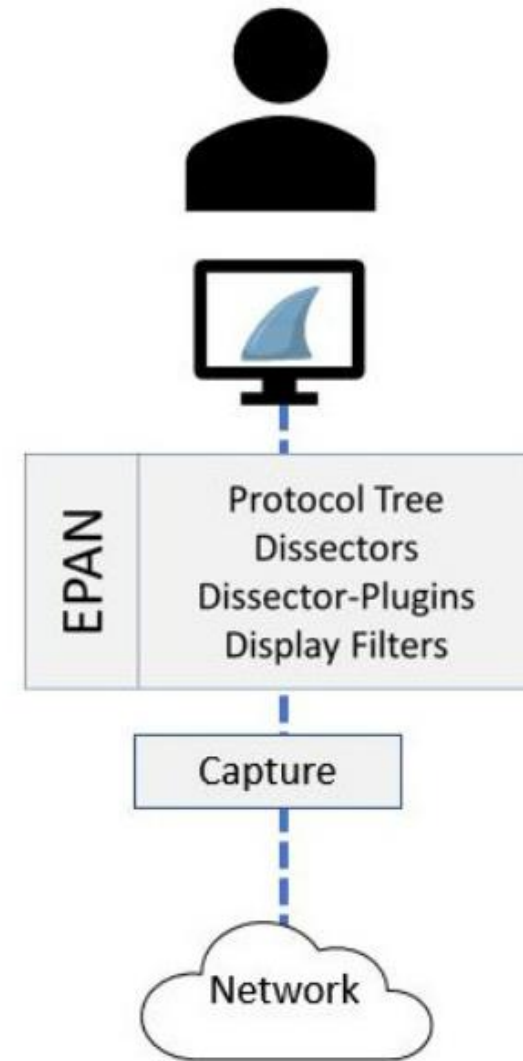 EPAN
Protocol Tree
Dissectors
Dissector-Plugins
Display Filters
Capture
Network